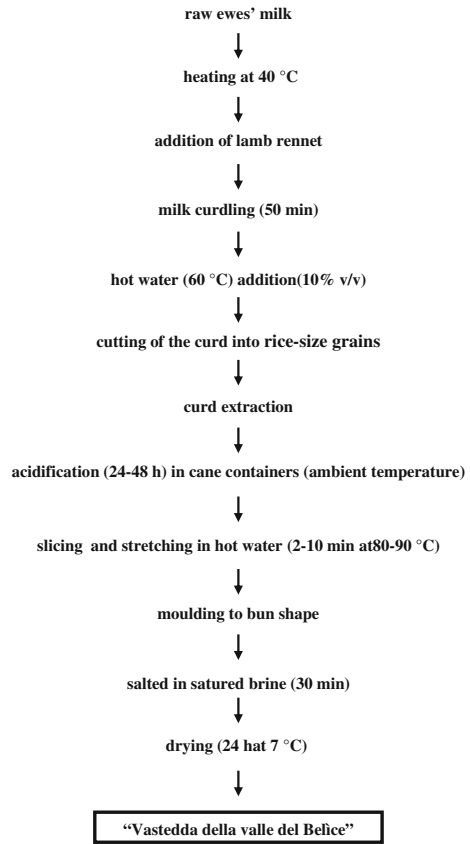 raw ewes’ milk
heating at 40 °C
addition of lamb rennet
milk curdling (50 min)
hot water (60 °C) addition(10% v/v)
cutting of the curd into rice-size grains
curd extraction
acidification (24-48 h) in cane containers (ambient temperature)
slicing and stretching in hot water (2-10 min at80-90 °C)
moulding to bun shape
salted in satured brine (30 min)
drying (24 hat 7 °C)
“Vastedda della valle del Belìce”